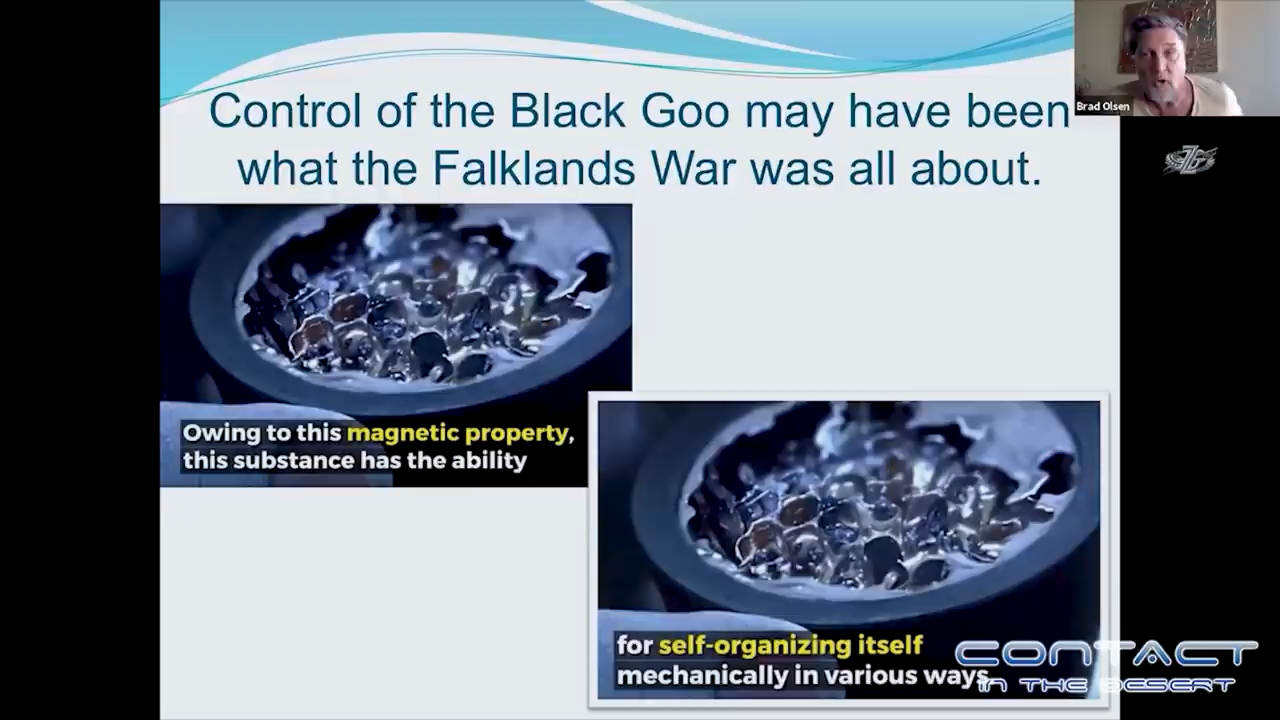 Control of the Black Goo may have been
what the Falklands War was all about.
Brad Olsen
Owing to this magnetic property,
this substance has the ability
for self-organizing itself
mechanically in various ways.
CONTACT
IN THE DESERT